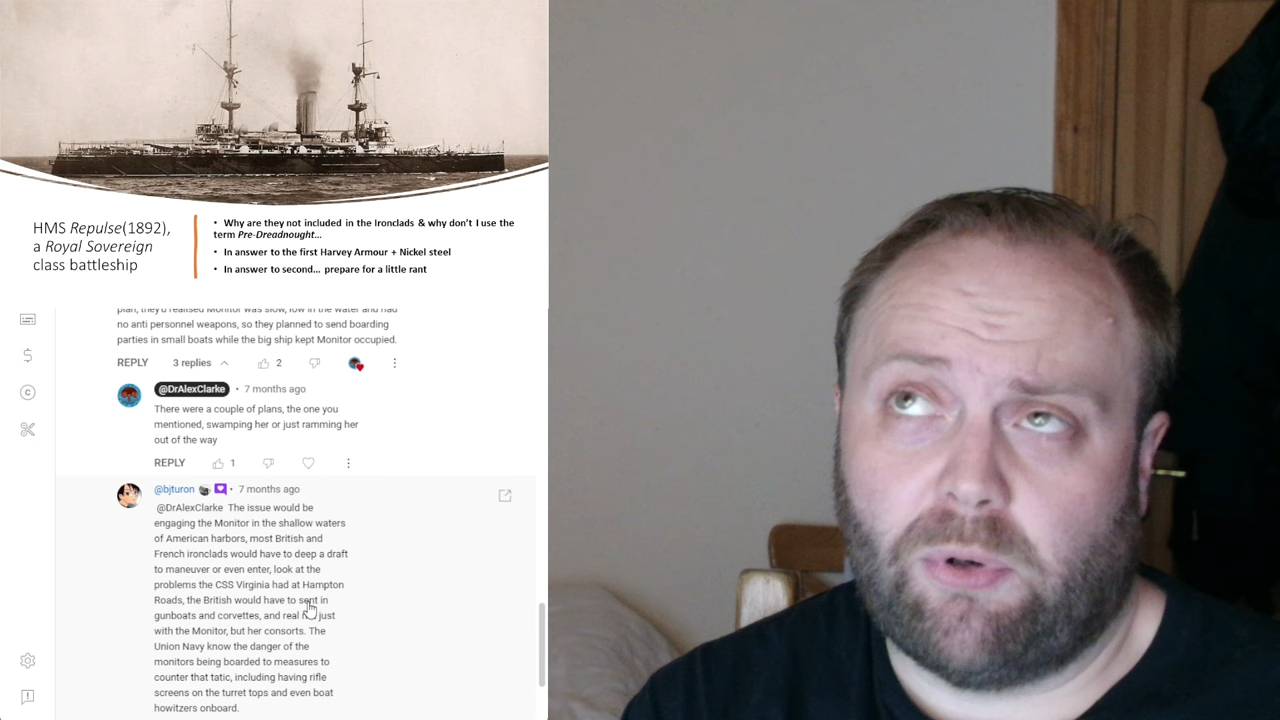 HMS Repulse(1892),
a Royal Sovereign
class battleship
• Why are they not included in the Ironclads & why don't I use the
term Pre-Dreadnought...
• In answer to the first Harvey Armour + Nickel steel
• In answer to second... prepare for a little rant
plan, they'd realised Monitor was slow, low in the water and had
no anti personnel weapons, so they planned to send boarding
parties in small boats while the big ship kept Monitor occupied.
REPLY 3 replies 2
@DrAlexClarke • 7 months ago
There were a couple of plans, the one you
mentioned, swamping her or just ramming her
out of the way
REPLY 1
@bjturon • 7 months ago
@DrAlexClarke The issue would be
engaging the Monitor in the shallow waters
of American harbors, most British and
French ironclads would have to deep a draft
to maneuver or even enter, look at the
problems the CSS Virginia had at Hampton
Roads, the British would have to sent in
gunboats and corvettes, and real just
with the Monitor, but her consorts. The
Union Navy know the danger of the
monitors being boarded to measures to
counter that tatic, including having rifle
screens on the turret tops and even boat
howitzers onboard.